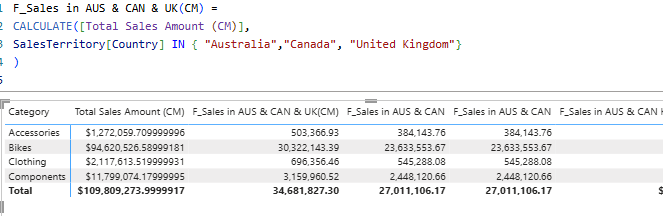 F_Sales in AUS & CAN & UK(CM) =
2 CALCULATE([Total Sales Amount (CM)],
SalesTerritory[Country] IN { "Australia","Canada", "United Kingdom"}
)
5
Category Total Sales Amount (CM) F_Sales in AUS & CAN & UK(CM) F_Sales in AUS & CAN F_Sales in AUS & CAN F_Sales in AUS & CAN
Accessories $1,272,059.709999996 503,366.93 384,143.76 384,143.76
Bikes $94,620,526.58999181 30,322,143.39 23,633,553.67 23,633,553.67
Clothing $2,117,613.519999931 696,356.46 545,288.08 545,288.08
Components $11,799,074.17999995 3,159,960.52 2,448,120.66 2,448,120.66
Total $109,809,273.9999917 34,681,827.30 27,011,106.17 27,011,106.17 $